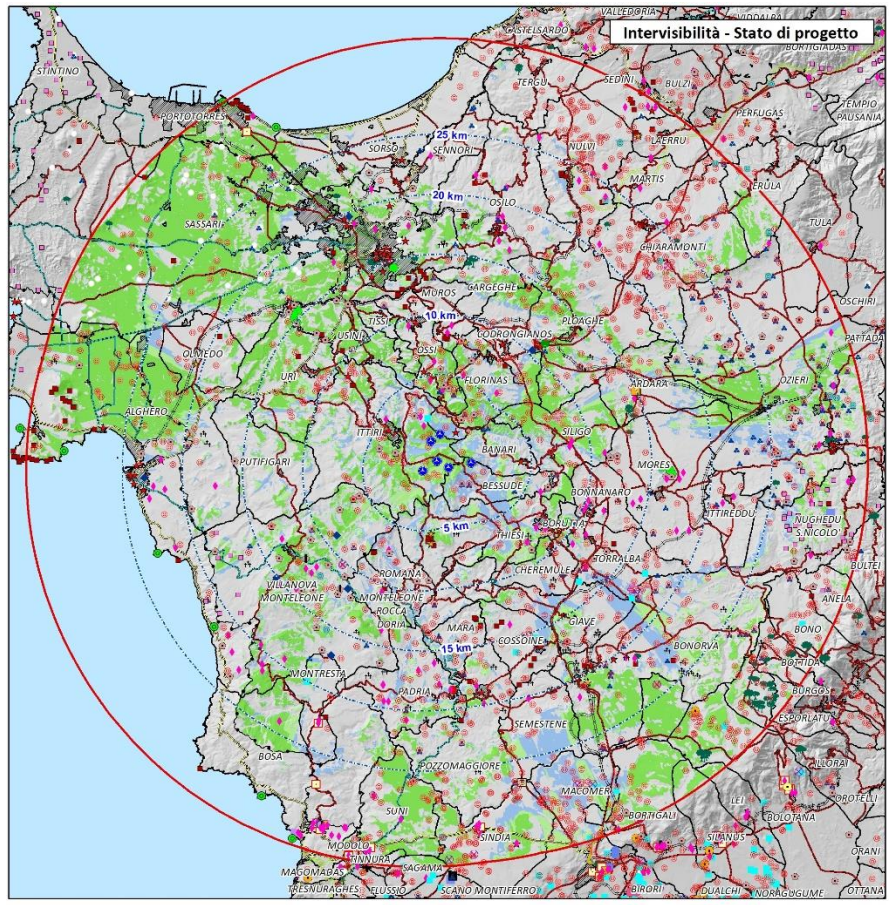 VALLEDORIA
VIDDALBA
Intervisibilità - Stato di progetto
BORTIGIADAS
CASTELSARDO
STINTINO
TERGU
SEDINI
BULZI
TEMPIO
PAUSANIA
PORTOTORRES
PERFUGAS
25 km
LAERRU
SORSO
SENNORI
NULVI
MARTIS
ERULA
20 km
OSILO
SASSARI
TULA
CHIARAMONTI
MUROS
CARGEGHE
OSCHIRI
10 km
TISSI
PLOAGHE
USINI
CODRONGIANOS
PATTADA
OLMEDO
OSSI
URI
FLORINAS
ARDARA
OZIERI
ALGHERO
ITTIRI
SILIGO
BANARI
PUTIFIGARI
MORES
BESSUDE
BONNANARO
ITTIREDDU
NUGHEDU
S.NICOLO'
5 km
BORUTTA
THIESI
TORRALBA
BULTEI
CHEREMULE
ROMANA
VILLANOVA
MONTELEONE
MONTELEONE
ROCCA
DORIA
ANELA
MARA
GIAVE
BONO
COSSOINE
15 km
BONORVA
BOTTIDA
MONTRESTA
PADRIA
BURGOS
ESPORLATU
SEMESTENE
BOSA
ILLORAI
POZZOMAGGIORE
MACOMER
OROTELLI
SUNI
BORTIGALI
LEI
BOLOTANA
SINDIA
SILANUS
MODOLO
ORANI
TINNURA
SAGAMA
MAGOMADAS
TRESNURAGHES
FLUSSIO
SCANO MONTIFERRO
BIRORI
DUALCHI
NORAGUGUME
OTTANA